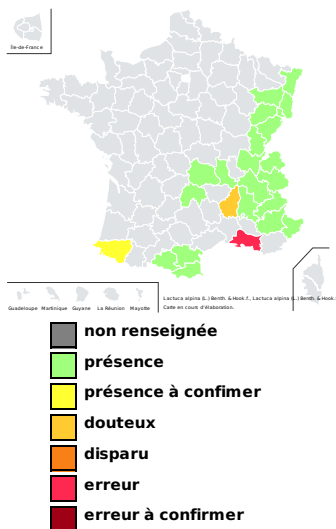 Île-de-France
Guadeloupe Martinique Guyane La Réunion Mayotte
Lactuca alpina (L.) Benth. & Hook.f., Lactuca alpina (L.) Benth. & Hook.
Carte en cours d'élaboration.
non renseignée
présence
présence à confimer
douteux
disparu
erreur
erreur à confirmer